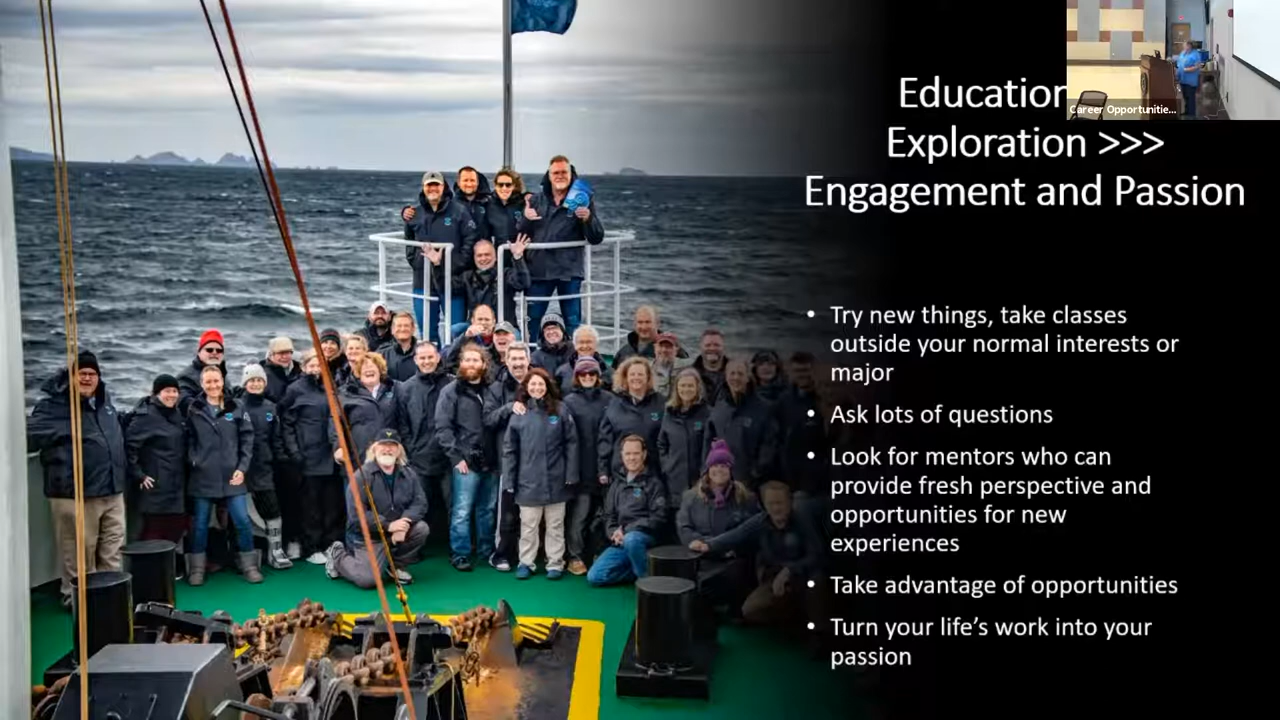 Education
Exploration >>>
Engagement and Passion
Career Opportunitie...
• Try new things, take classes
outside your normal interests or
major
• Ask lots of questions
• Look for mentors who can
provide fresh perspective and
opportunities for new
experiences
• Take advantage of opportunities
• Turn your life’s work into your
passion